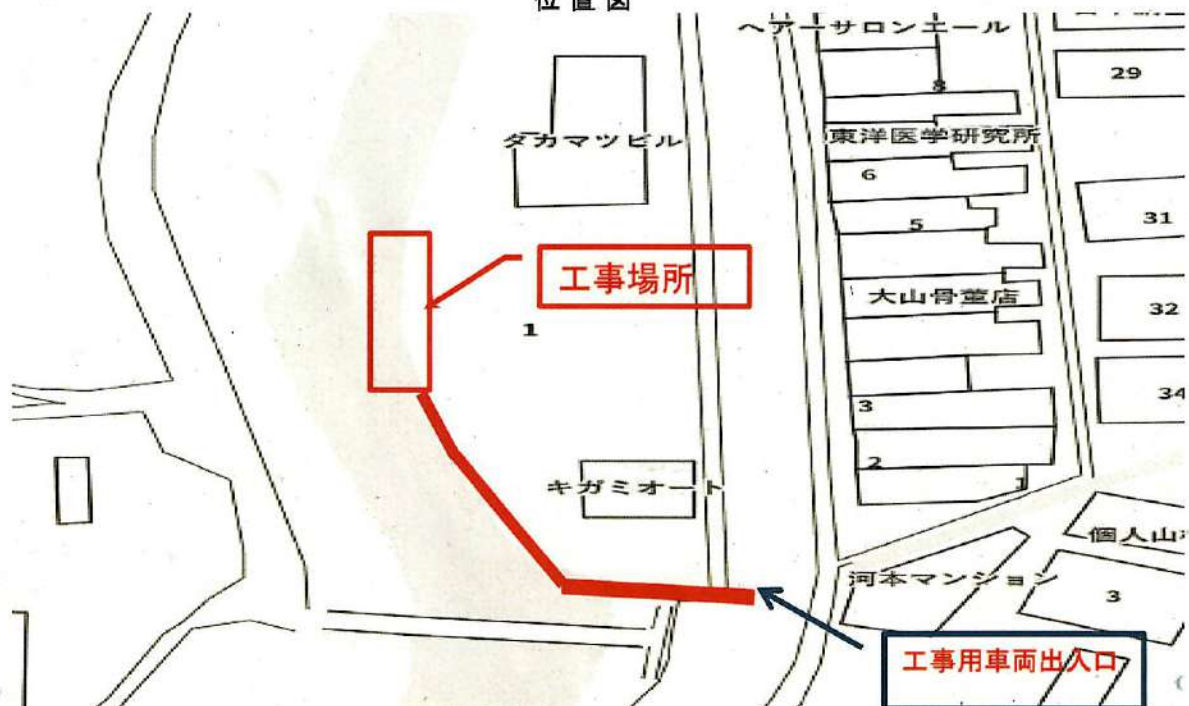 位置図
ヘアーサロンエール
29
8
タカマツビル
東洋医学研究所
6
31
5
工事場所
大山骨董店
32
1
34
3
2
キガミオート
1
個人山
河本マンション
3
工事用車両出入口